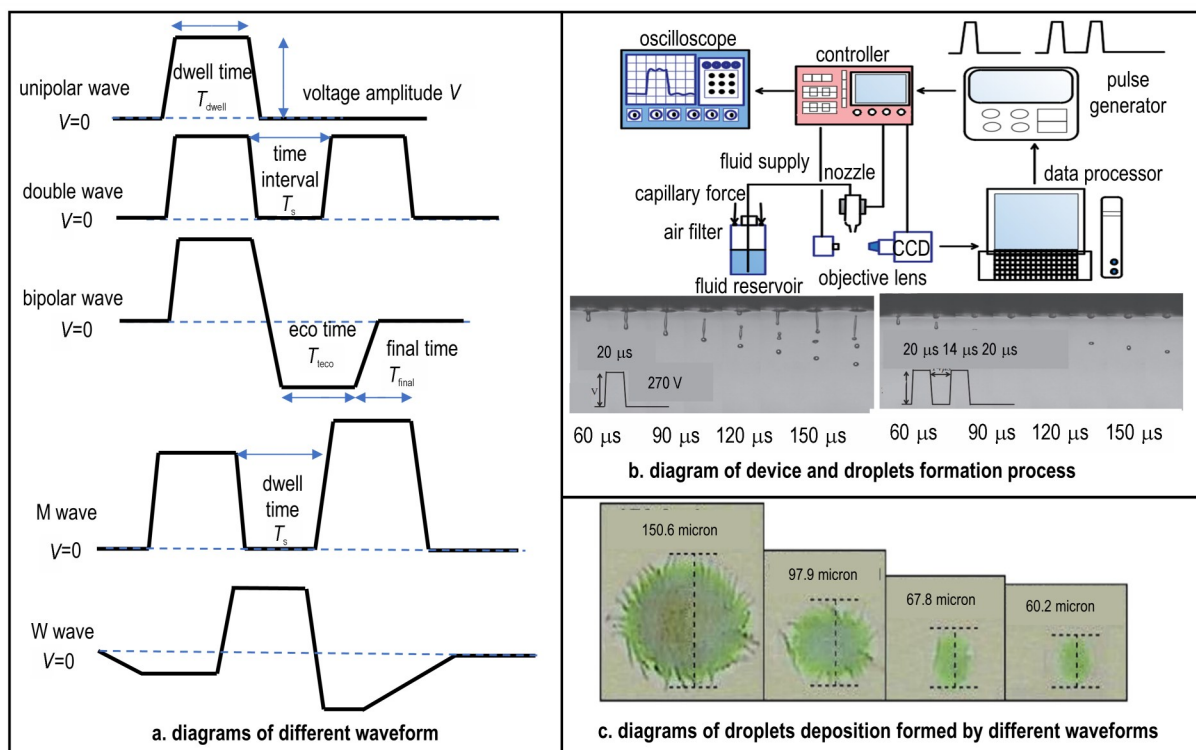 dwell time
T_dwell
voltage amplitude V
unipolar wave
V=0
time
interval
T_s
double wave
V=0
bipolar wave
V=0
eco time
T_teco
final time
T_final
dwell
time
T_s
M wave
V=0
W wave
V=0
a. diagrams of different waveform
oscilloscope
controller
pulse
generator
fluid supply
nozzle
data processor
capillary force
air filter
CCD
objective lens
fluid reservoir
20 μs
V
270 V
20 μs 14 μs 20 μs
60 μs 90 μs 120 μs 150 μs
60 μs 90 μs 120 μs 150 μs
b. diagram of device and droplets formation process
150.6 micron
97.9 micron
67.8 micron
60.2 micron
c. diagrams of droplets deposition formed by different waveforms